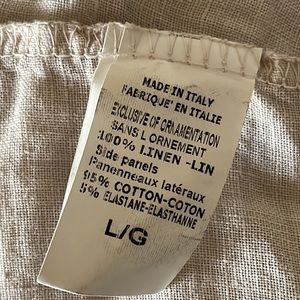 MADE IN ITALY
FABRIQUE' EN ITALIE
EXCLUSIVE OF ORNAMENTATION
SANS L ORNEMENT
100% LINEN -LIN
Side panels
Panenneaux latéraux
95% COTTON-COTON
5% ELASTANE-ELASTHANNE
L/G